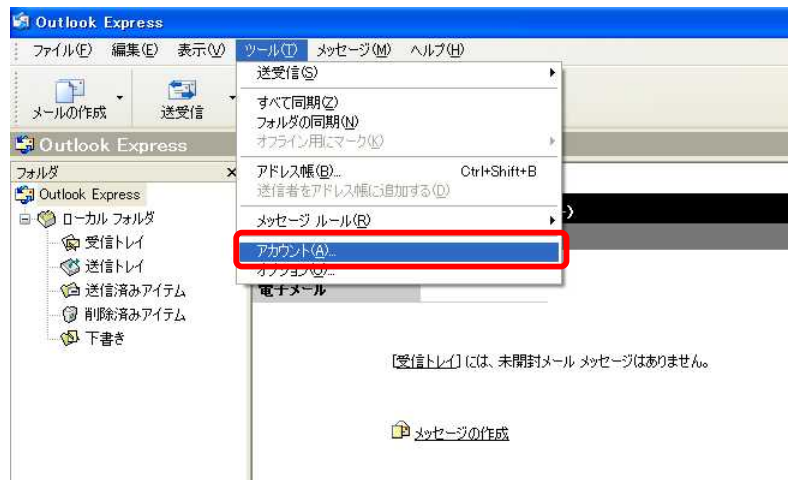 Outlook Express
ファイル(F) 編集(E) 表示(V) ツール(T) メッセージ(M) ヘルプ(H)
メールの作成 送受信
Outlook Express
フォルダ ×
Outlook Express
ローカル フォルダ
受信トレイ
送信トレイ
送信済みアイテム
削除済みアイテム
下書き
送受信(S)
すべて同期(Z)
フォルダの同期(N)
オフライン用にマーク(K)
アドレス帳(B)... Ctrl+Shift+B
送信者をアドレス帳に追加する(D)
メッセージ ルール(R)
アカウント(A)...
オプション(O)...
電子メール
[受信トレイ] には、未開封メール メッセージはありません。
メッセージの作成